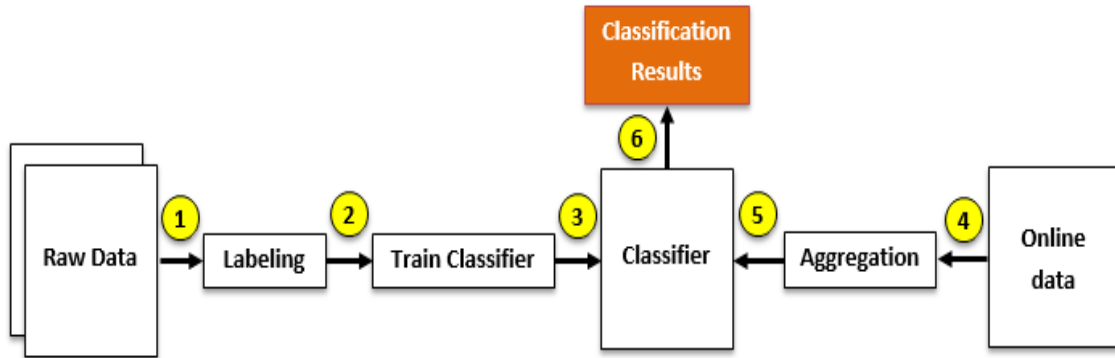 Classification
Results
6
1
2
3
5
4
Raw Data
Labeling
Train Classifier
Classifier
Aggregation
Online
data